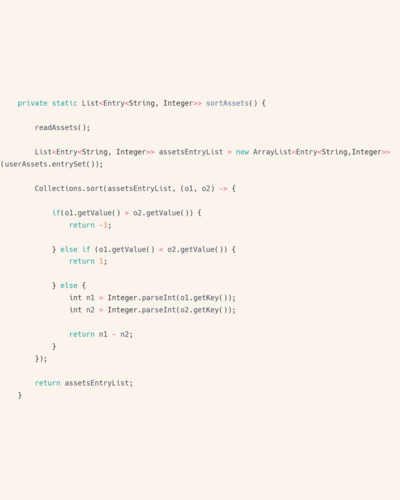 private static List<Entry<String, Integer>> sortAssets() {
readAssets();
List<Entry<String, Integer>> assetsEntryList = new ArrayList<Entry<String,Integer>>
(userAssets.entrySet());
Collections.sort(assetsEntryList, (o1, o2) -> {
if(o1.getValue() > o2.getValue()) {
return -1;
} else if (o1.getValue() < o2.getValue()) {
return 1;
} else {
int n1 = Integer.parseInt(o1.getKey());
int n2 = Integer.parseInt(o2.getKey());
return n1 - n2;
}
});
return assetsEntryList;
}